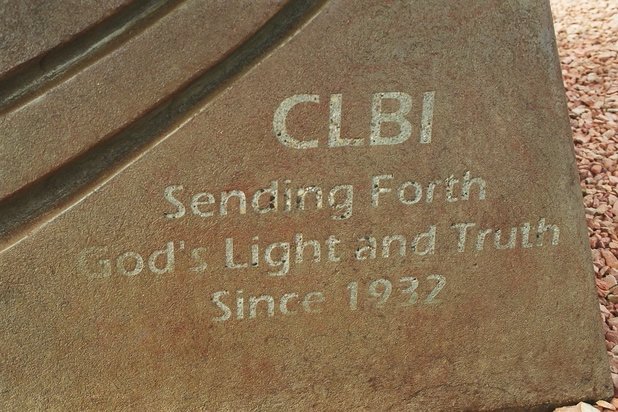 CLBI
Sending Forth
God's Light and Truth
Since 1932